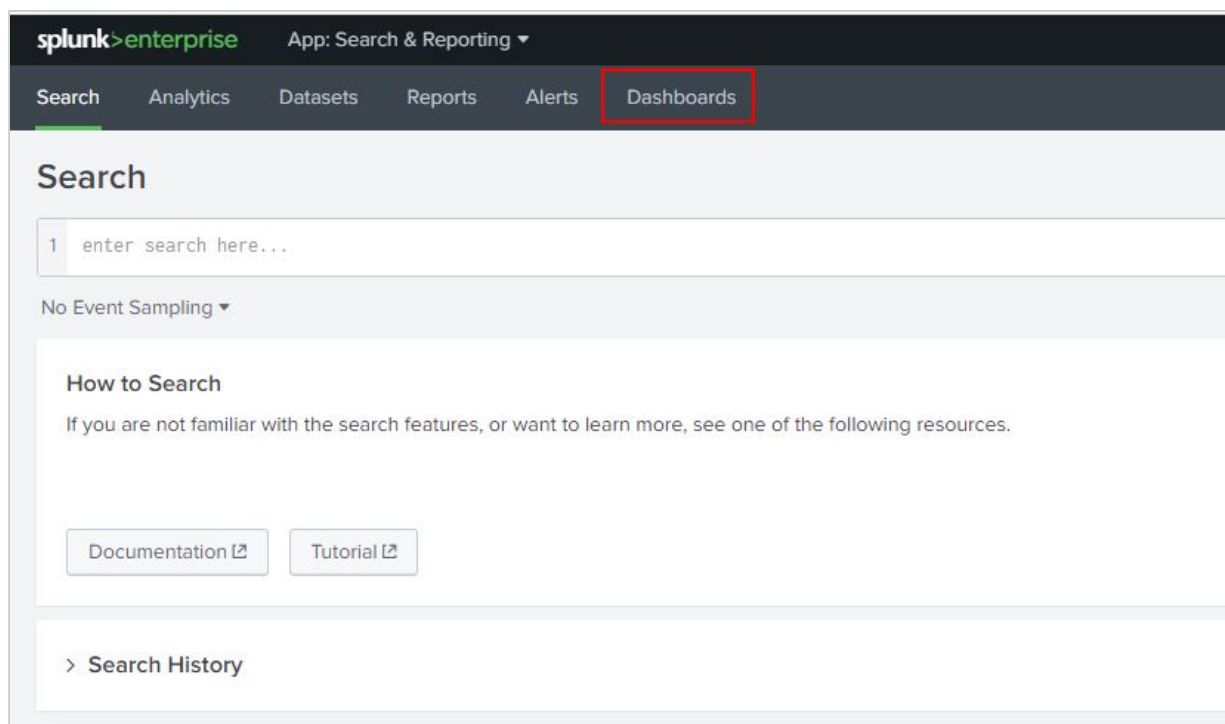 splunk>enterprise App: Search & Reporting
Search Analytics Datasets Reports Alerts Dashboards
Search
1 enter search here...
No Event Sampling
How to Search
If you are not familiar with the search features, or want to learn more, see one of the following resources.
Documentation Tutorial
> Search History